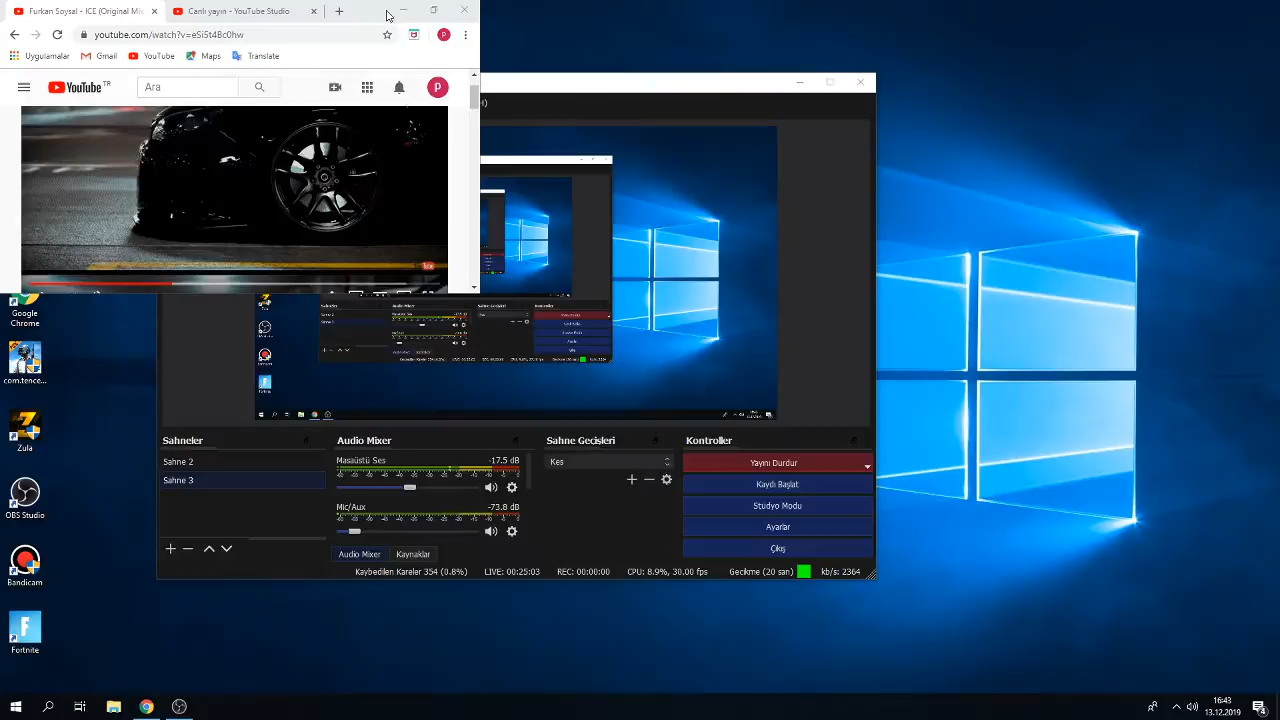 Furkan Soysal - ICE (Original Mi
Canlı yayın - YouTube Studio
youtube.com/watch?v=eSi5t4Bc0hw
Uygulamalar
Gmail
YouTube
Maps
Translate
YouTube TR
Ara
P
Google
Chrome
com.tence...
Zula
OBS Studio
Bandicam
Fortnite
Sahneler
Sahne 2
Sahne 3
Audio Mixer
Masaüstü Ses
-17.5 dB
Mic/Aux
-73.8 dB
Audio Mixer
Kaynaklar
Sahne Geçişleri
Kes
Kontroller
Yayını Durdur
Kaydı Başlat
Stüdyo Modu
Ayarlar
Çıkış
Kaybedilen Kareler 354 (0.8%)
LIVE: 00:25:03
REC: 00:00:00
CPU: 8.9%, 30.00 fps
Gecikme (20 san)
kb/s: 2364
16:43
13.12.2019